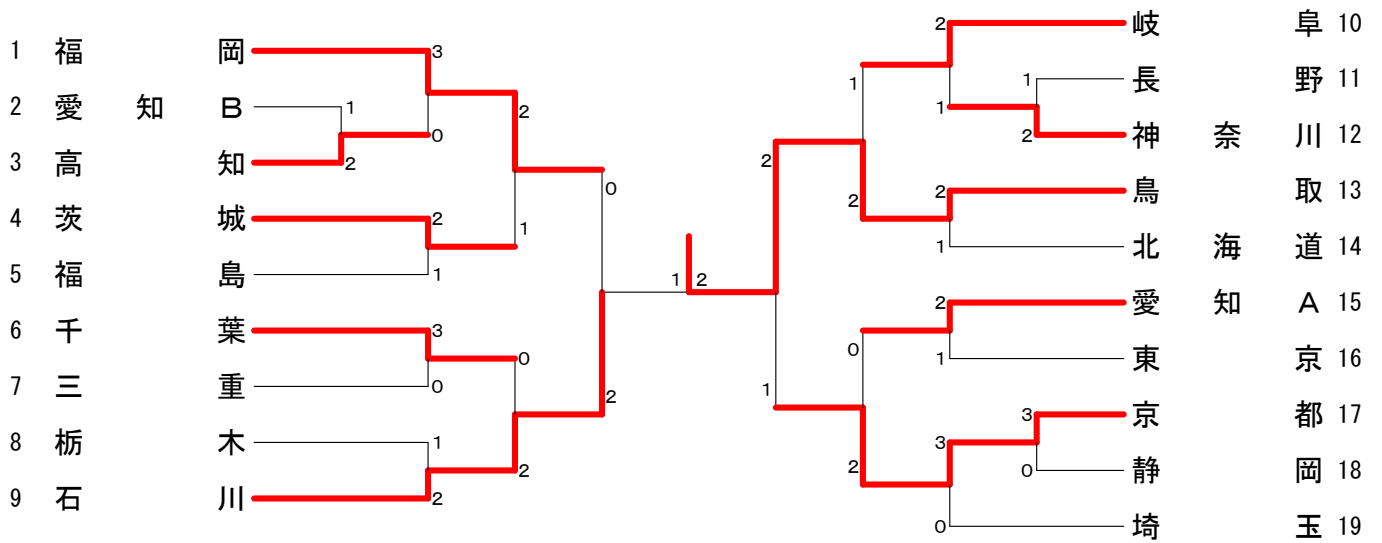 1 福岡
2 愛知B
3 高知
4 茨城
5 福島
6 千葉
7 三重
8 栃木
9 石川
3
1
0
2
2
1
3
0
1
2
2
1
0
2
0
2
1
2
2
1
1
2
0
2
2
1
1
2
2
1
2
1
3
0
3
0
岐阜 10
長野 11
神奈川 12
鳥取 13
北海道 14
愛知A 15
東京 16
京都 17
静岡 18
埼玉 19